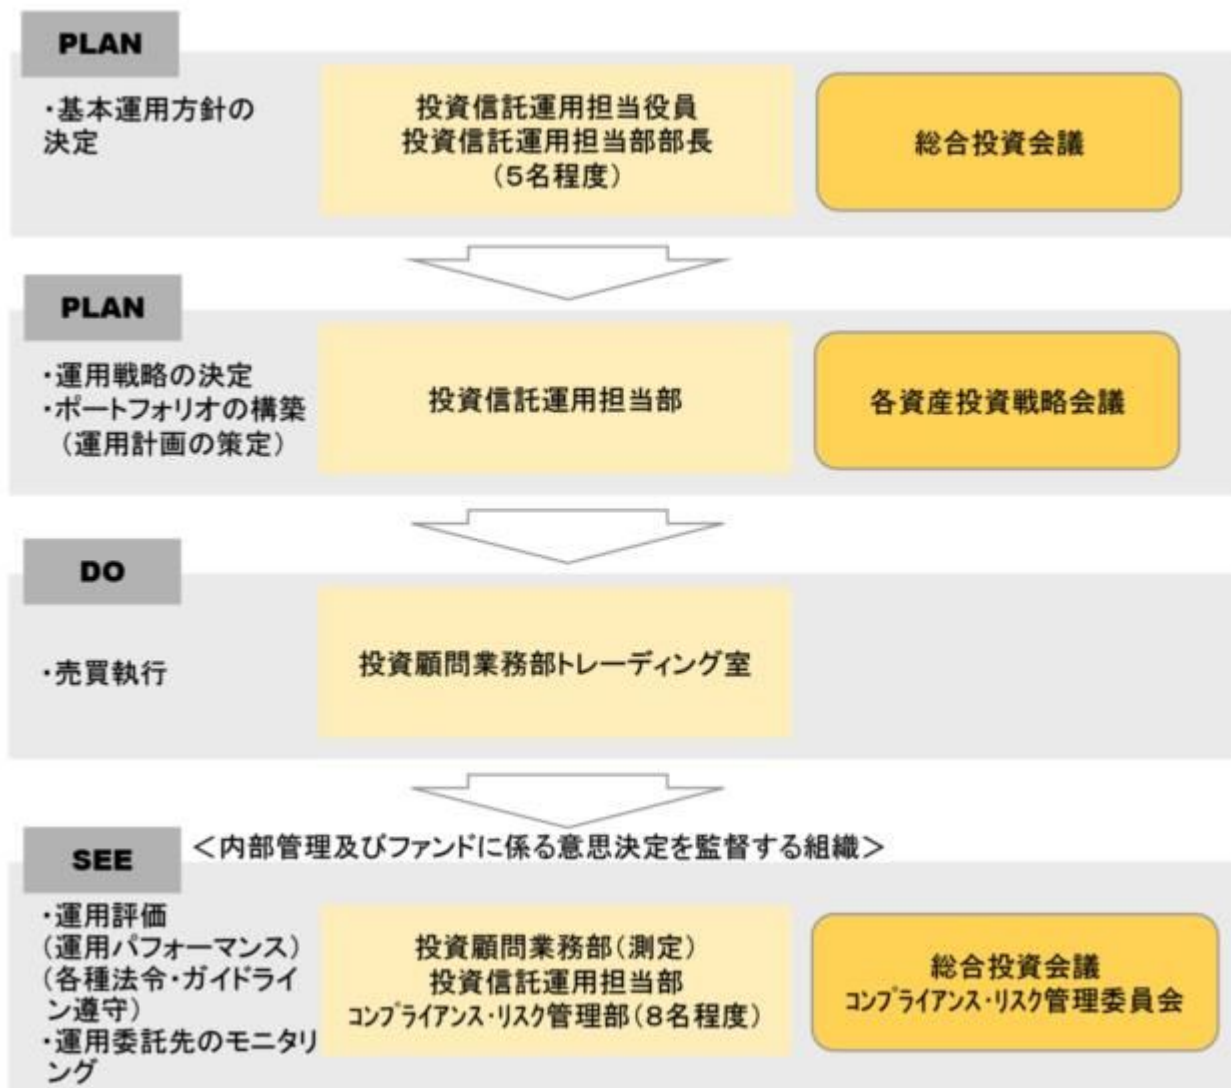 PLAN
・基本運用方針の
決定
投資信託運用担当役員
投資信託運用担当部部長
(5名程度)
総合投資会議
PLAN
・運用戦略の決定
・ポートフォリオの構築
(運用計画の策定)
投資信託運用担当部
各資産投資戦略会議
DO
・売買執行
投資顧問業務部トレーディング室
SEE
＜内部管理及びファンドに係る意思決定を監督する組織＞
・運用評価
(運用パフォーマンス)
(各種法令・ガイドライ
ン遵守)
・運用委託先のモニタリ
ング
投資顧問業務部(測定)
投資信託運用担当部
ｺﾝﾌﾟﾗｲｱﾝｽ・ﾘｽｸ管理部(8名程度)
総合投資会議
ｺﾝﾌﾟﾗｲｱﾝｽ・ﾘｽｸ管理委員会